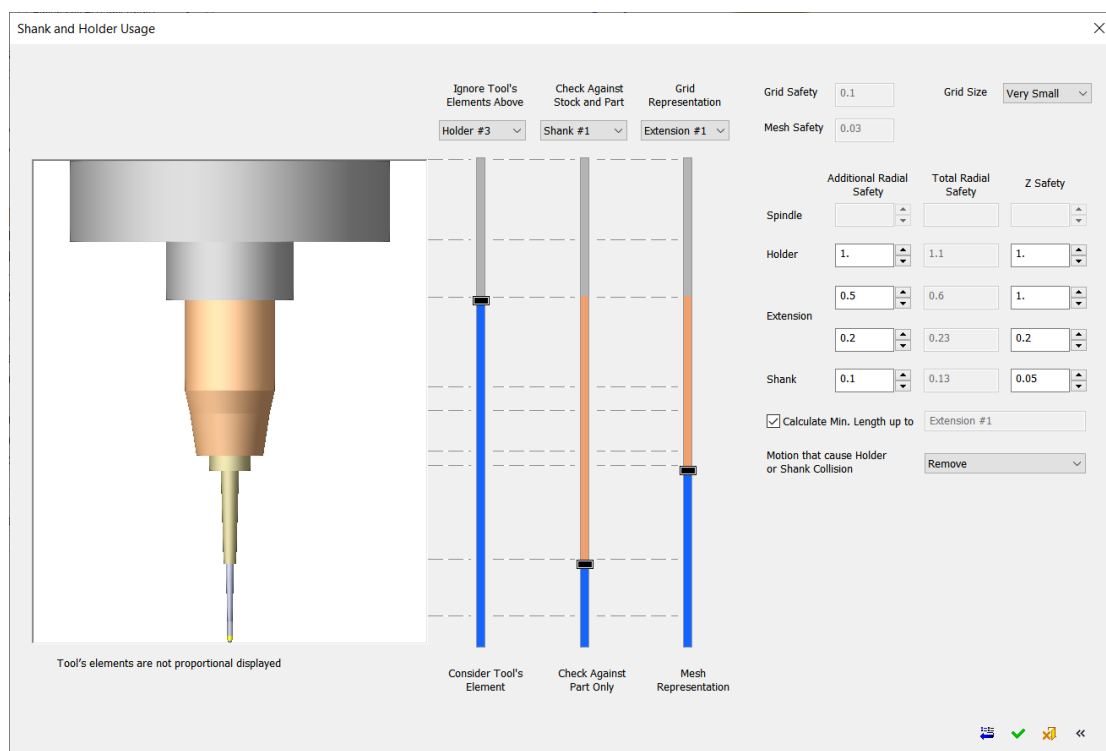 Shank and Holder Usage
Ignore Tool's
Elements Above
Check Against
Stock and Part
Grid
Representation
Holder #3
Shank #1
Extension #1
Grid Safety
0.1
Grid Size
Very Small
Mesh Safety
0.03
Additional Radial
Safety
Total Radial
Safety
Z Safety
Spindle
Holder
1.
1.1
1.
Extension
0.5
0.6
1.
0.2
0.23
0.2
Shank
0.1
0.13
0.05
Calculate Min. Length up to
Extension #1
Motion that cause Holder
or Shank Collision
Remove
Tool's elements are not proportional displayed
Consider Tool's
Element
Check Against
Part Only
Mesh
Representation